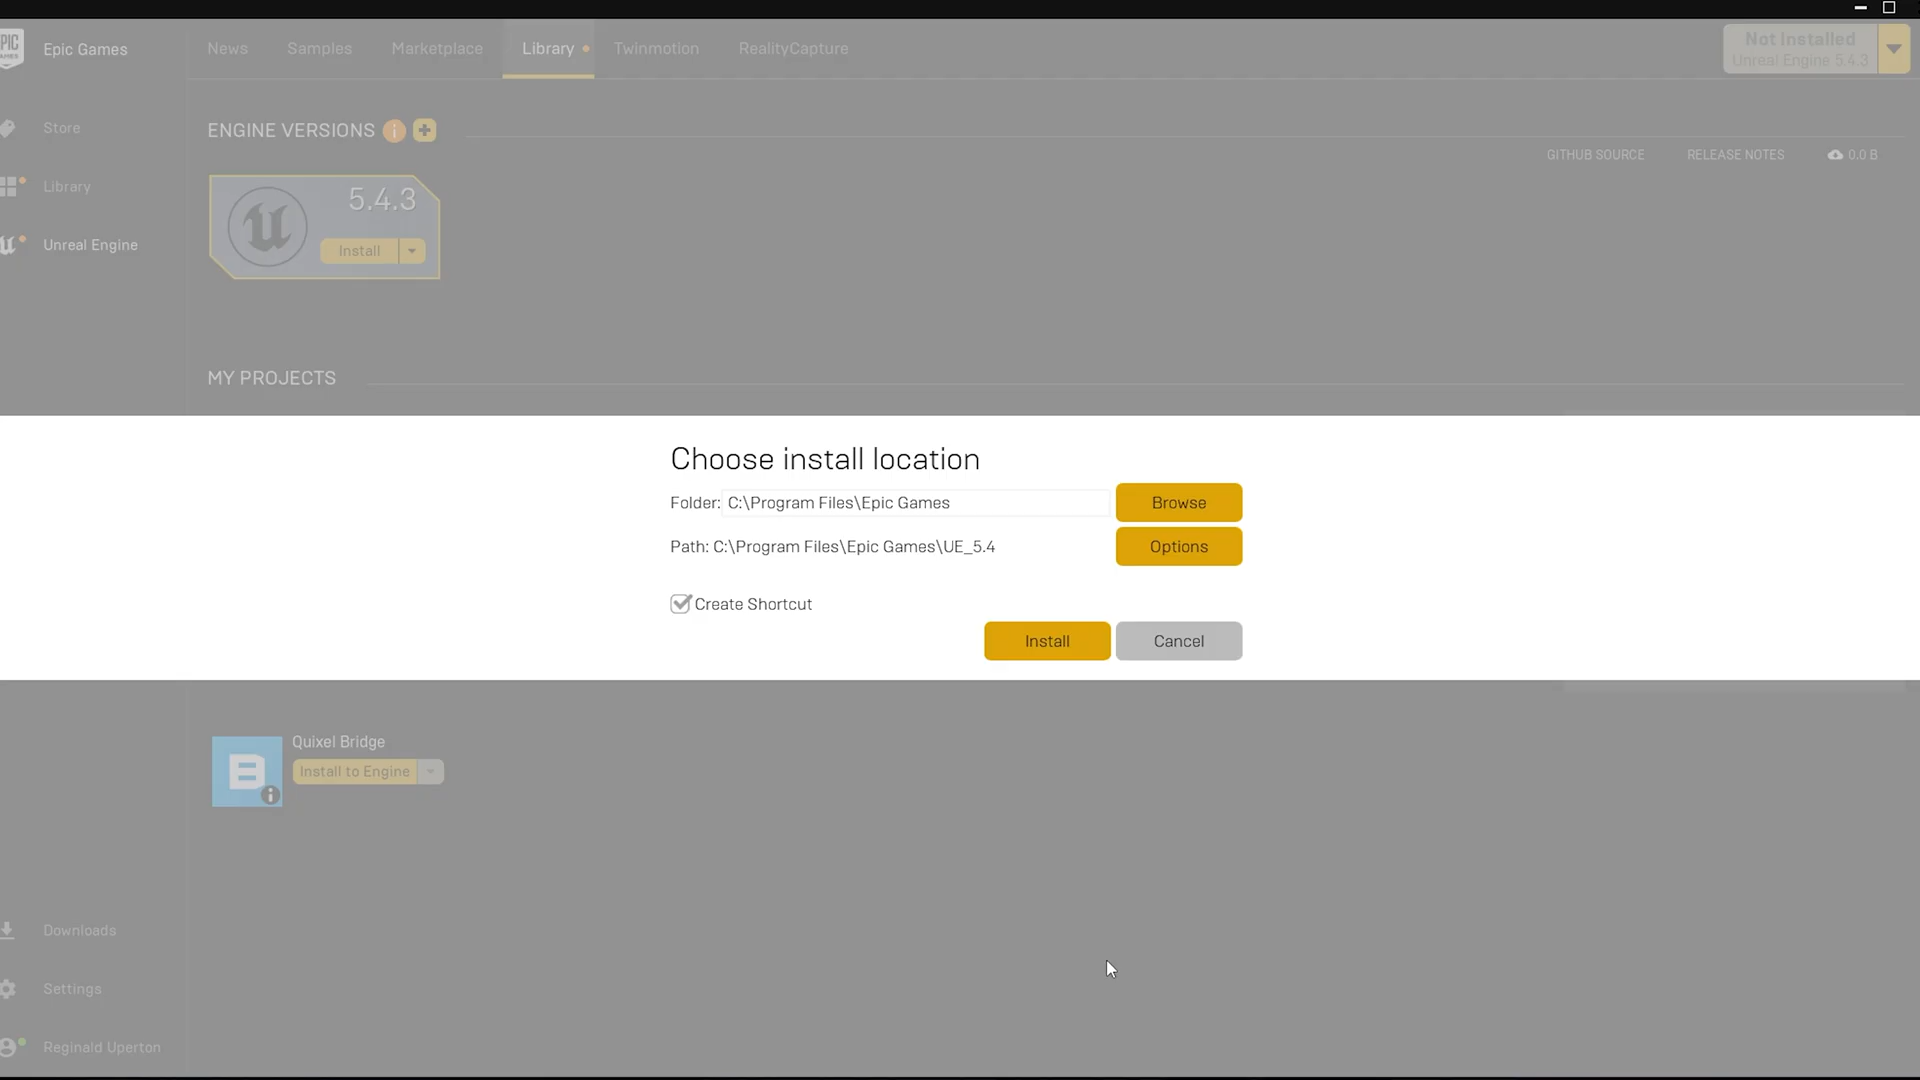 Epic Games
News
Samples
Marketplace
Library
Twinmotion
RealityCapture
Not Installed
Unreal Engine 5.4.3
Store
Library
Unreal Engine
ENGINE VERSIONS
GITHUB SOURCE
RELEASE NOTES
0.0 B
5.4.3
Install
MY PROJECTS
Choose install location
Folder: C:\Program Files\Epic Games
Browse
Path: C:\Program Files\Epic Games\UE_5.4
Options
Create Shortcut
Install
Cancel
Quixel Bridge
Install to Engine
Downloads
Settings
Reginald Uperton